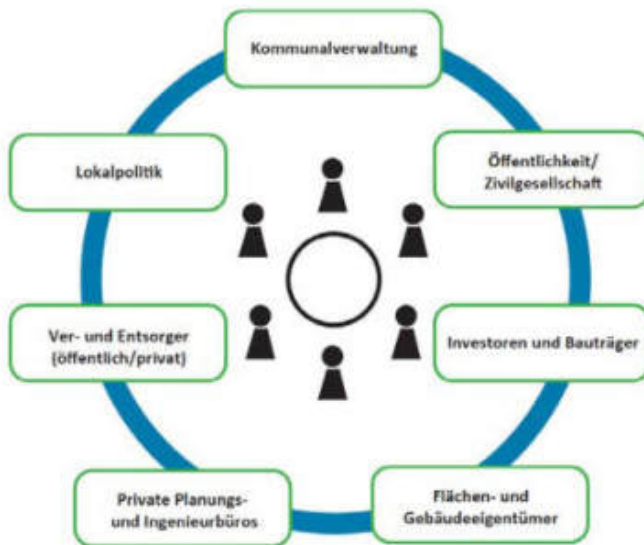 Kommunalverwaltung
Lokalpolitik
Öffentlichkeit/
Zivilgesellschaft
Ver- und Entsorger
(öffentlich/privat)
Investoren und Bauträger
Private Planungs-
und Ingenieurbüros
Flächen- und
Gebäudeeigentümer